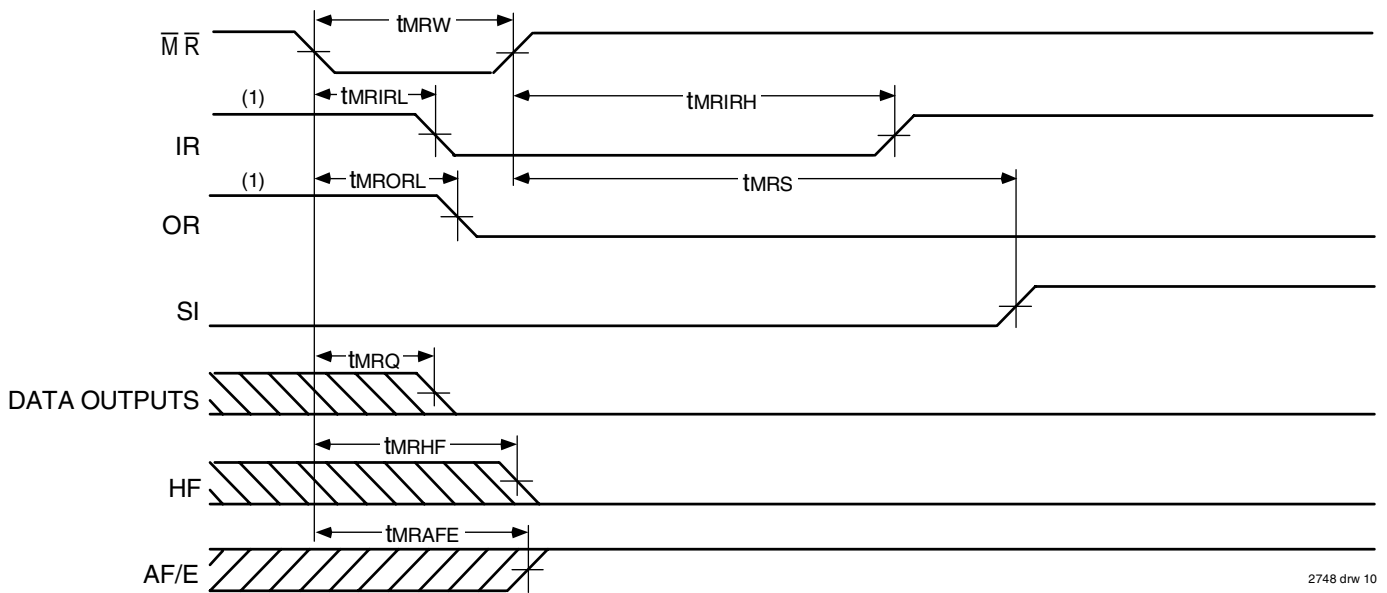 tMRW
M̅ R̅
(1) tMRIRL tMRIRH
IR
(1) tMRORL tMRS
OR
SI
tMRQ
DATA OUTPUTS
tMRHF
HF
tMRAFE
AF/E
2748 drw 10